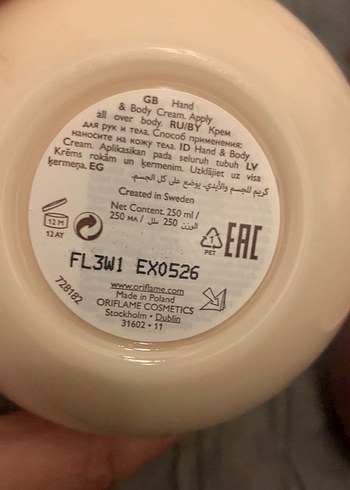 GB Hand
& Body Cream. Apply
all over body. RU/BY Крем
для рук и тела. Способ применения:
наносите на кожу тела. ID Hand & Body
Cream. Aplikasikan pada seluruh tubuh LV
Krēms rokām un ķermenim. Uzklājiet uz visa
ķermeņa. EG
كريم للجسم والأيدي. يوضع على كل الجسم.
Created in Sweden
Net Content. 250 ml /
250 мл / الوزن 250 ملل
12 M
12 AY
1
PET
EAC
FL3W1 EX0526
728182
www.oriflame.com
Made in Poland
ORIFLAME COSMETICS
Stockholm • Dublin
31602 • 11